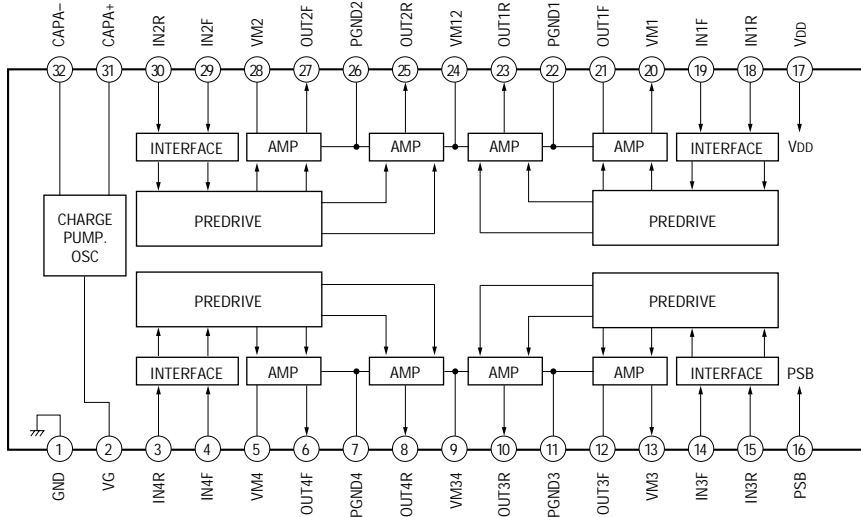 CAPA− CAPA+ IN2R IN2F VM2 OUT2F PGND2 OUT2R VM12 OUT1R PGND1 OUT1F VM1 IN1F IN1R VDD
32 31 30 29 28 27 26 25 24 23 22 21 20 19 18 17
INTERFACE AMP AMP AMP AMP INTERFACE VDD
CHARGE
PUMP.
OSC
PREDRIVE PREDRIVE
PREDRIVE PREDRIVE
INTERFACE AMP AMP AMP AMP INTERFACE PSB
1 2 3 4 5 6 7 8 9 10 11 12 13 14 15 16
GND VG IN4R IN4F VM4 OUT4F PGND4 OUT4R VM34 OUT3R PGND3 OUT3F VM3 IN3F IN3R PSB